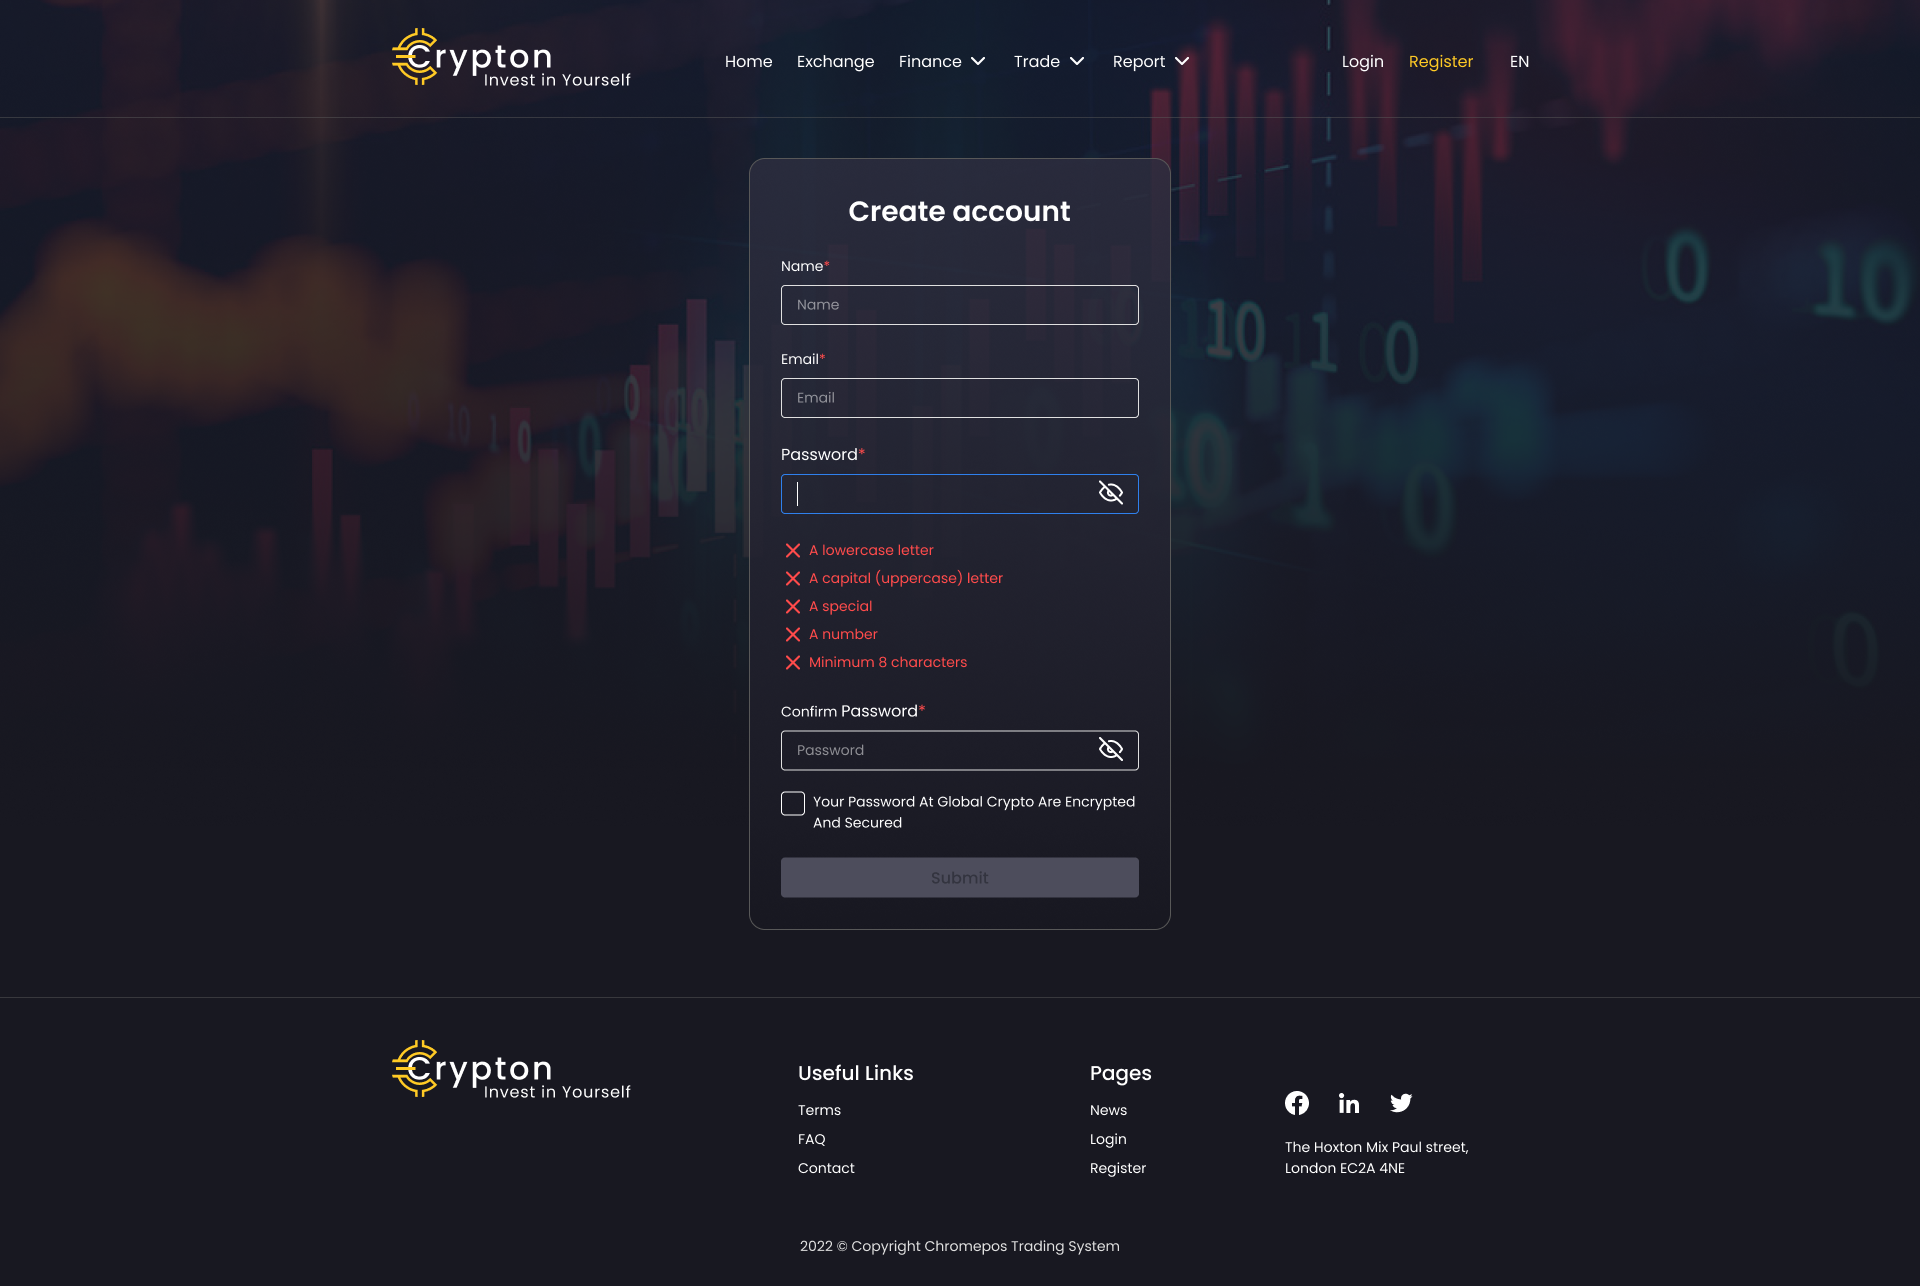 Crypton
Invest in Yourself
Home Exchange Finance Trade Report Login Register EN
Create account
Name*
Name
Email*
Email
Password*
A lowercase letter
A capital (uppercase) letter
A special
A number
Minimum 8 characters
Confirm Password*
Password
Your Password At Global Crypto Are Encrypted
And Secured
Submit
Crypton
Invest in Yourself
Useful Links
Terms
FAQ
Contact
Pages
News
Login
Register
The Hoxton Mix Paul street,
London EC2A 4NE
2022 © Copyright Chromepos Trading System